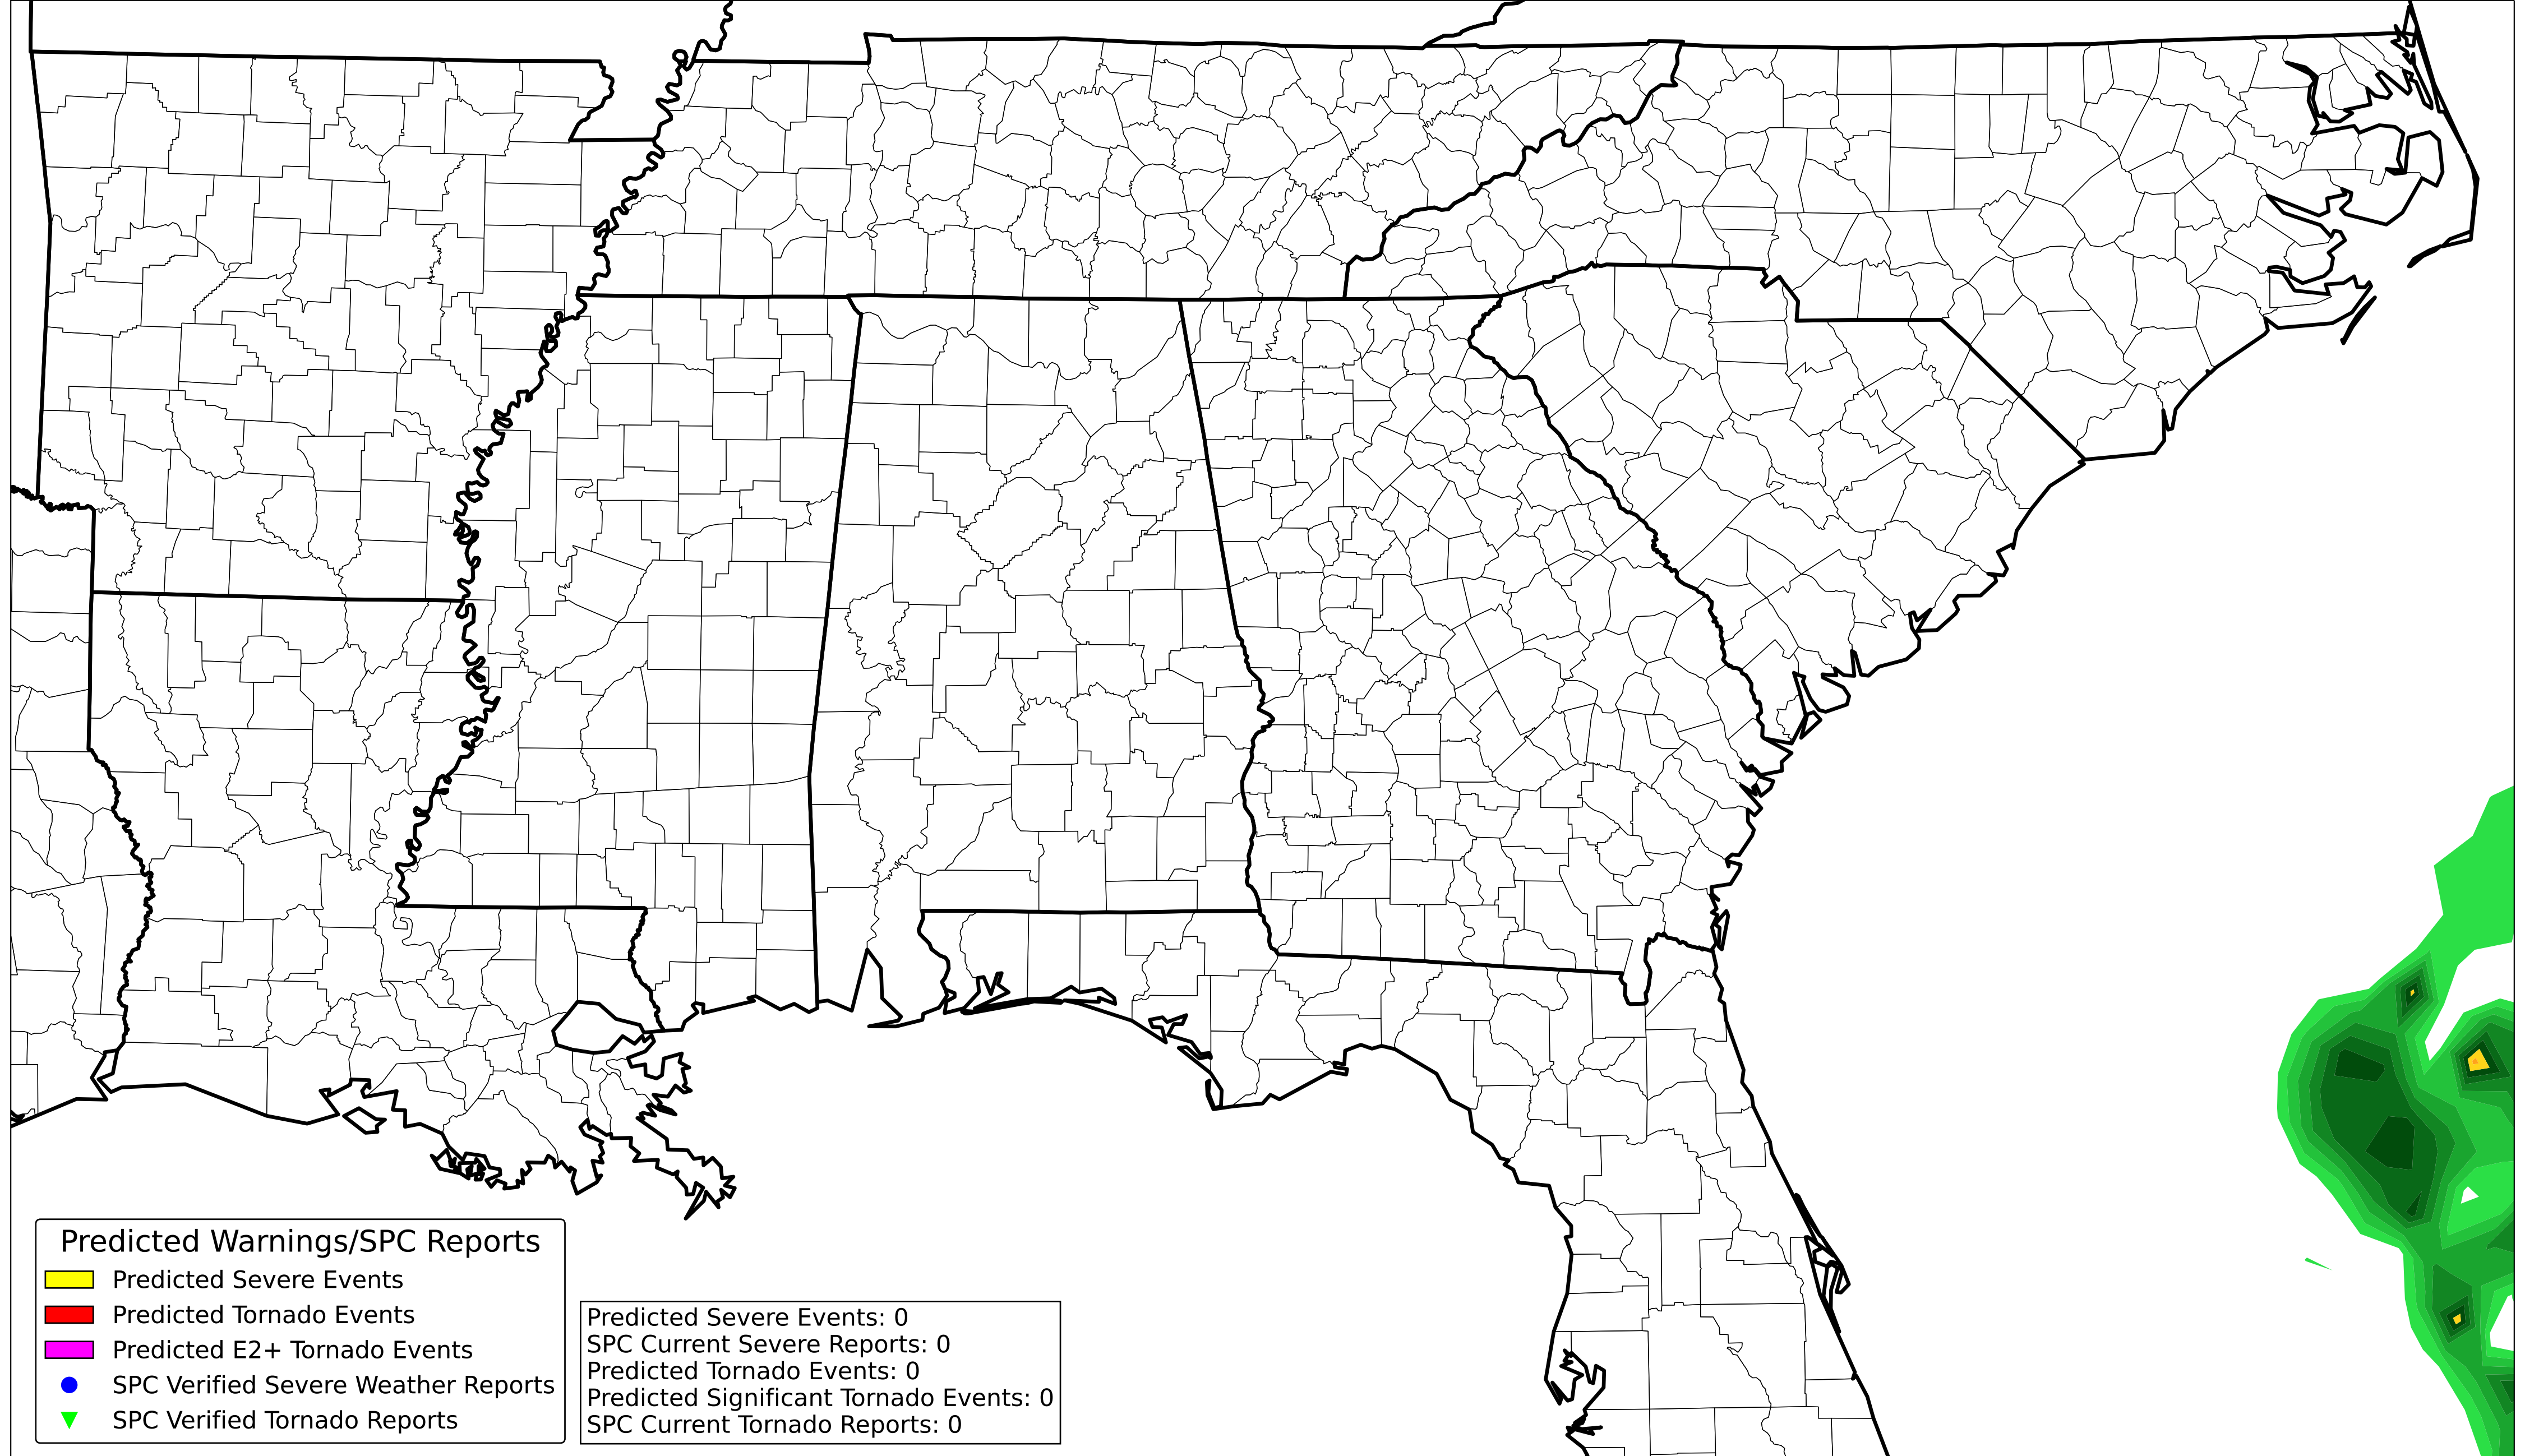 Predicted Warnings/SPC Reports
Predicted Severe Events
Predicted Tornado Events
Predicted E2+ Tornado Events
SPC Verified Severe Weather Reports
SPC Verified Tornado Reports
Predicted Severe Events: 0
SPC Current Severe Reports: 0
Predicted Tornado Events: 0
Predicted Significant Tornado Events: 0
SPC Current Tornado Reports: 0